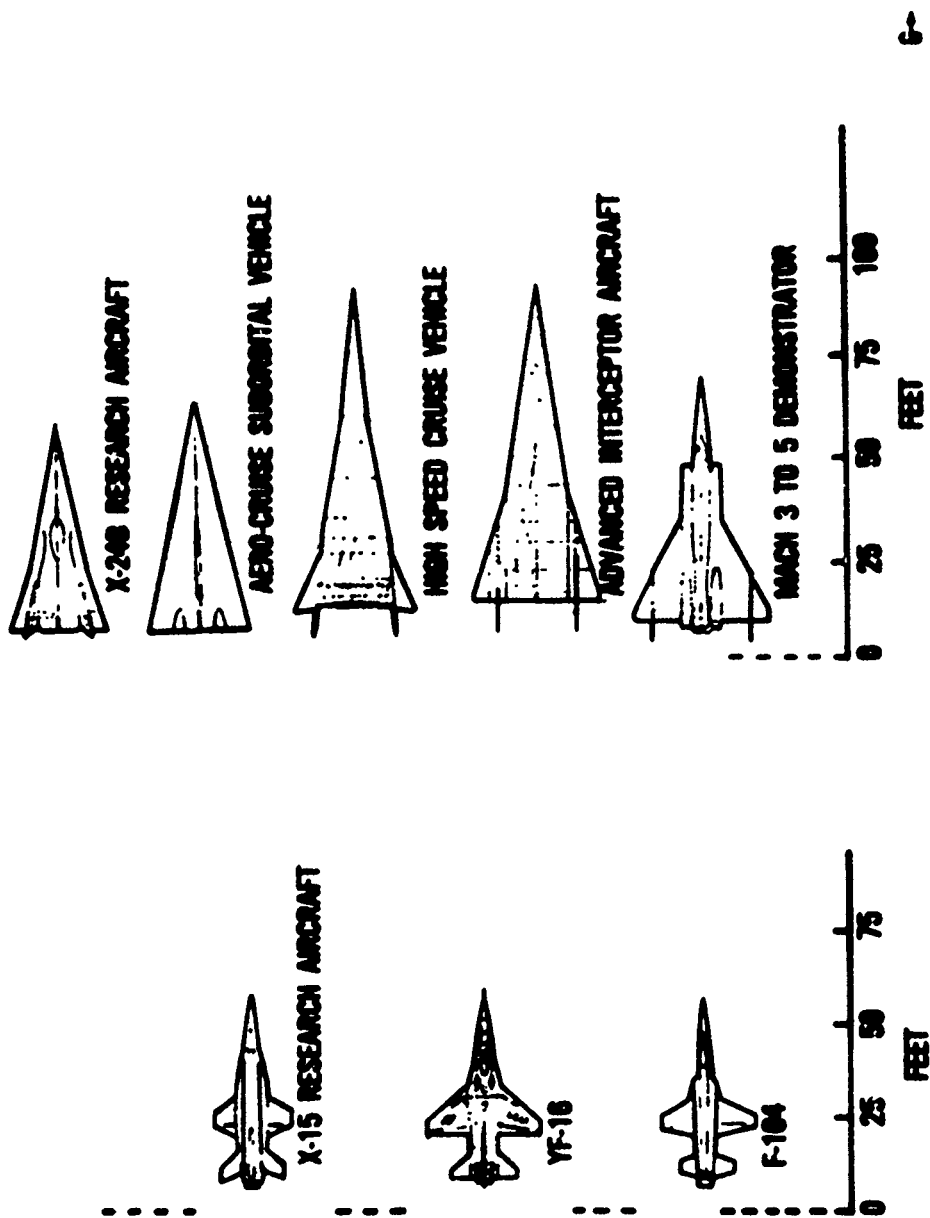 X-15 RESEARCH AIRCRAFT
YF-16
F-104
0 25 50 75
FEET
X-24B RESEARCH AIRCRAFT
AERO-CRUISE SUBORBITAL VEHICLE
HIGH SPEED CRUISE VEHICLE
ADVANCED INTERCEPTOR AIRCRAFT
MACH 3 TO 5 DEMONSTRATOR
0 25 50 75 100
FEET